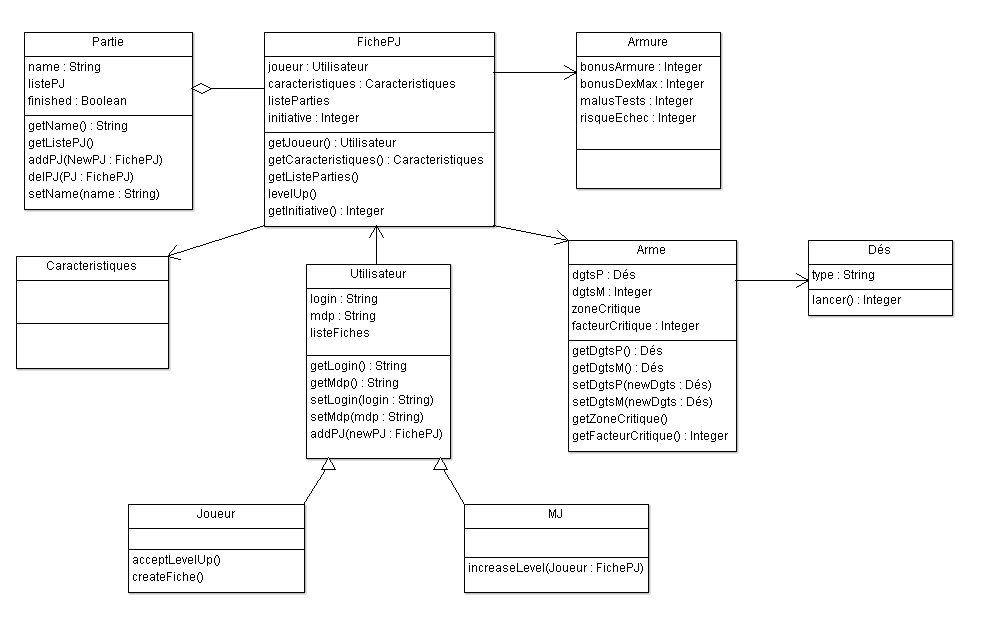 Partie
name : String
listePJ
finished : Boolean
getName() : String
getListePJ()
addPJ(NewPJ : FichePJ)
delPJ(PJ : FichePJ)
setName(name : String)
FichePJ
joueur : Utilisateur
caracteristiques : Caracteristiques
listeParties
initiative : Integer
getJoueur() : Utilisateur
getCaracteristiques() : Caracteristiques
getListeParties()
levelUp()
getInitiative() : Integer
Armure
bonusArmure : Integer
bonusDexMax : Integer
malusTests : Integer
risqueEchec : Integer
Caracteristiques
Utilisateur
login : String
mdp : String
listeFiches
getLogin() : String
getMdp() : String
setLogin(login : String)
setMdp(mdp : String)
addPJ(newPJ : FichePJ)
Arme
dgtsP : Dés
dgtsM : Integer
zoneCritique
facteurCritique : Integer
getDgtsP() : Dés
getDgtsM() : Dés
setDgtsP(newDgts : Dés)
setDgtsM(newDgts : Dés)
getZoneCritique()
getFacteurCritique() : Integer
Dés
type : String
lancer() : Integer
Joueur
acceptLevelUp()
createFiche()
MJ
increaseLevel(Joueur : FichePJ)